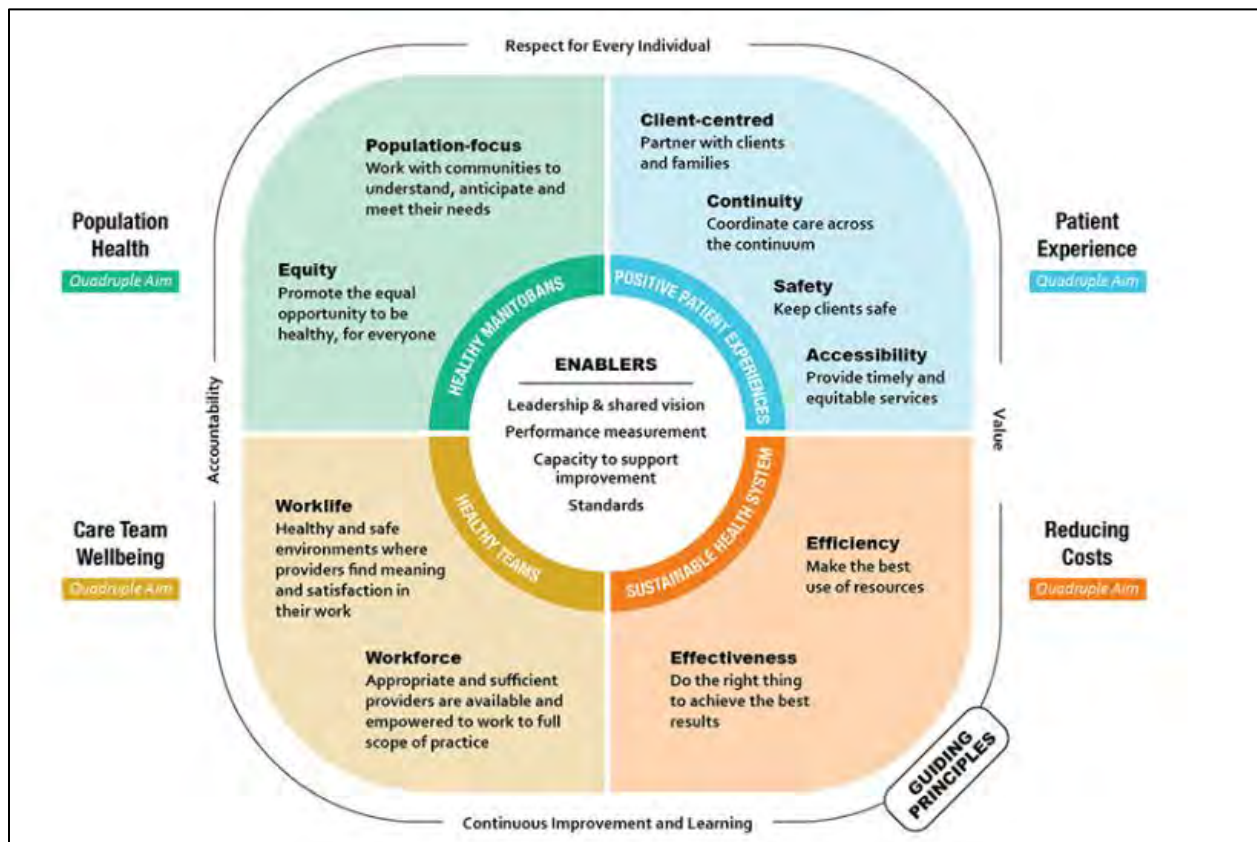 Respect for Every Individual
Population
Health
Quadruple Aim
Population-focus
Work with communities to
understand, anticipate and
meet their needs
Equity
Promote the equal
opportunity to be
healthy, for everyone
Client-centred
Partner with clients
and families
Continuity
Coordinate care across
the continuum
Safety
Keep clients safe
Accessibility
Provide timely and
equitable services
Patient
Experience
Quadruple Aim
HEALTHY MANITOBANS
POSITIVE PATIENT EXPERIENCES
ENABLERS
Leadership & shared vision
Performance measurement
Capacity to support
improvement
Standards
HEALTHY TEAMS
SUSTAINABLE HEALTH SYSTEM
Accountability
Value
Care Team
Wellbeing
Quadruple Aim
Worklife
Healthy and safe
environments where
providers find meaning
and satisfaction in
their work
Workforce
Appropriate and sufficient
providers are available and
empowered to work to full
scope of practice
Efficiency
Make the best
use of resources
Effectiveness
Do the right thing
to achieve the best
results
Reducing
Costs
Quadruple Aim
GUIDING
PRINCIPLES
Continuous Improvement and Learning